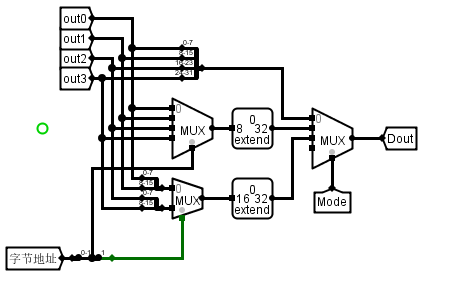 out0
out1
out2
out3
0-7
8-15
16-23
24-31
0
MUX
0
8 32
extend
0
MUX
Dout
0-7
8-15
0-7
8-15
0
MUX
0
16 32
extend
Mode
字节地址
0-1
1